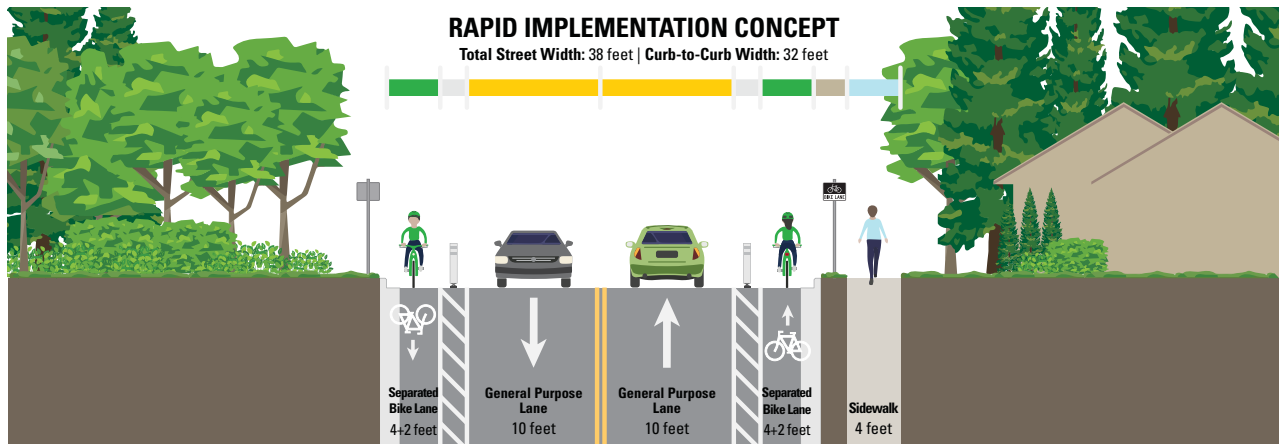 RAPID IMPLEMENTATION CONCEPT
Total Street Width: 38 feet | Curb-to-Curb Width: 32 feet
BIKE LANE
Separated
Bike Lane
4+2 feet
General Purpose
Lane
10 feet
General Purpose
Lane
10 feet
Separated
Bike Lane
4+2 feet
Sidewalk
4 feet